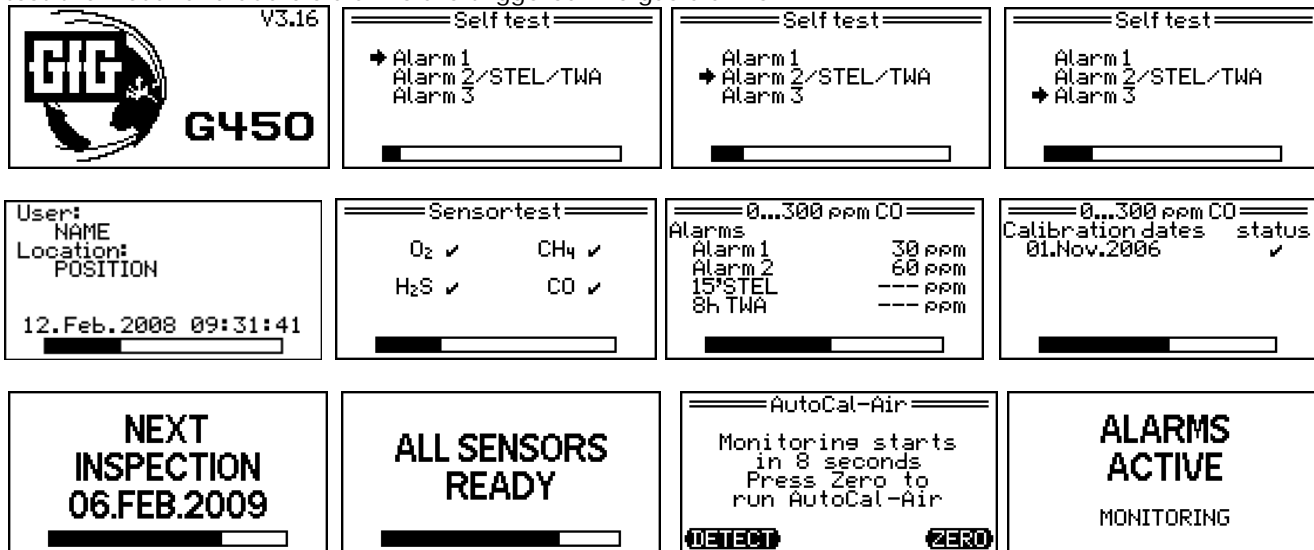 V3.16
GfG
G450
Self test
Alarm 1
Alarm 2/STEL/TWA
Alarm 3
Self test
Alarm 1
Alarm 2/STEL/TWA
Alarm 3
Self test
Alarm 1
Alarm 2/STEL/TWA
Alarm 3
User:
NAME
Location:
POSITION
12.Feb.2008 09:31:41
Sensortest
O₂ ✔ CH₄ ✔
H₂S ✔ CO ✔
0...300 ppm CO
Alarms
Alarm 1 30 ppm
Alarm 2 60 ppm
15'STEL --- ppm
8h TWA --- ppm
0...300 ppm CO
Calibration dates status
01.Nov.2006 ✔
NEXT
INSPECTION
06.FEB.2009
ALL SENSORS
READY
AutoCal-Air
Monitoring starts
in 8 seconds
Press Zero to
run AutoCal-Air
DETECT ZERO
ALARMS
ACTIVE
MONITORING